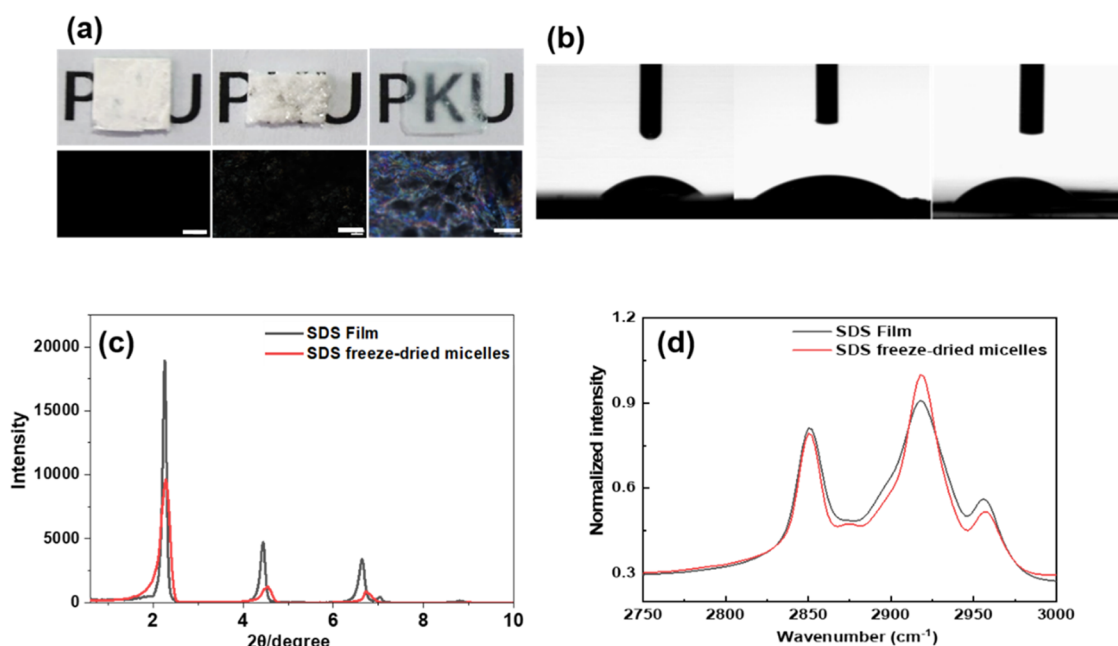 (a)
PKU
PKU
PKU
(b)
(c)
SDS Film
SDS freeze-dried micelles
20000
15000
10000
5000
0
Intensity
2
4
6
8
10
2θ/degree
(d)
SDS Film
SDS freeze-dried micelles
1.2
0.9
0.6
0.3
Normalized intensity
2750
2800
2850
2900
2950
3000
Wavenumber (cm⁻¹)